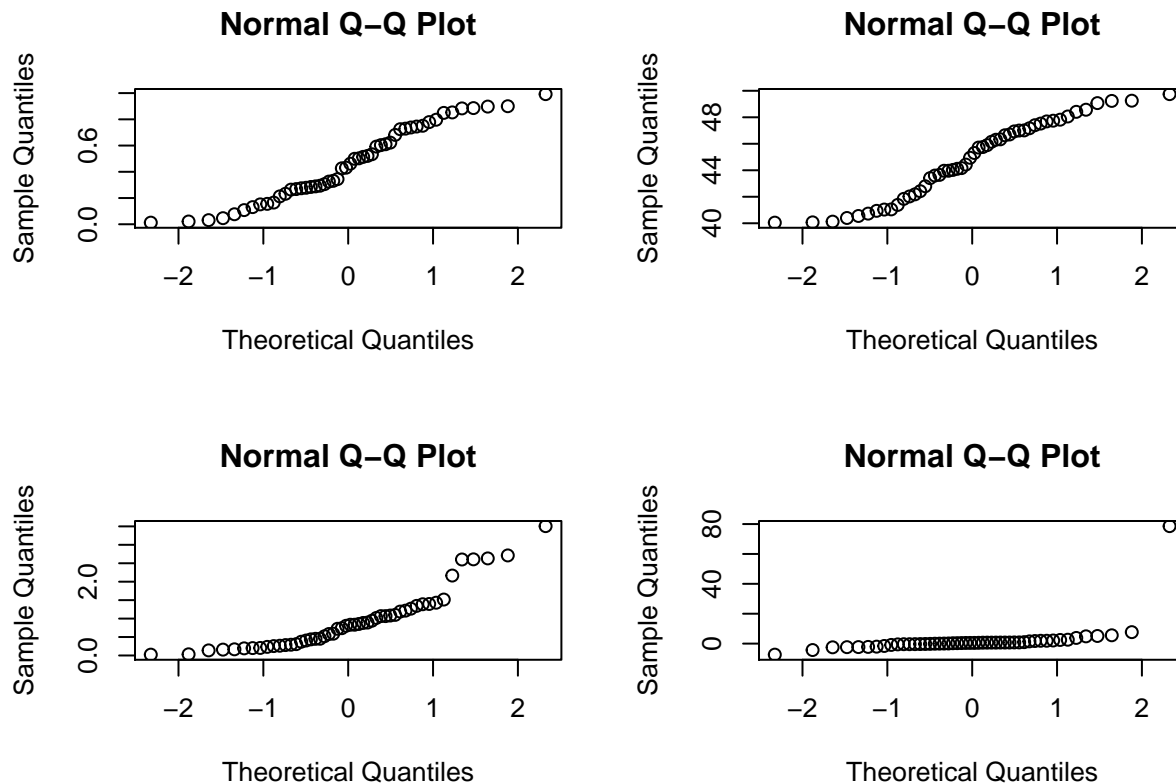 Normal Q−Q Plot
Sample Quantiles
0.0 0.6
−2 −1 0 1 2
Theoretical Quantiles
Normal Q−Q Plot
Sample Quantiles
40 44 48
−2 −1 0 1 2
Theoretical Quantiles
Normal Q−Q Plot
Sample Quantiles
0.0 2.0
−2 −1 0 1 2
Theoretical Quantiles
Normal Q−Q Plot
Sample Quantiles
0 40 80
−2 −1 0 1 2
Theoretical Quantiles